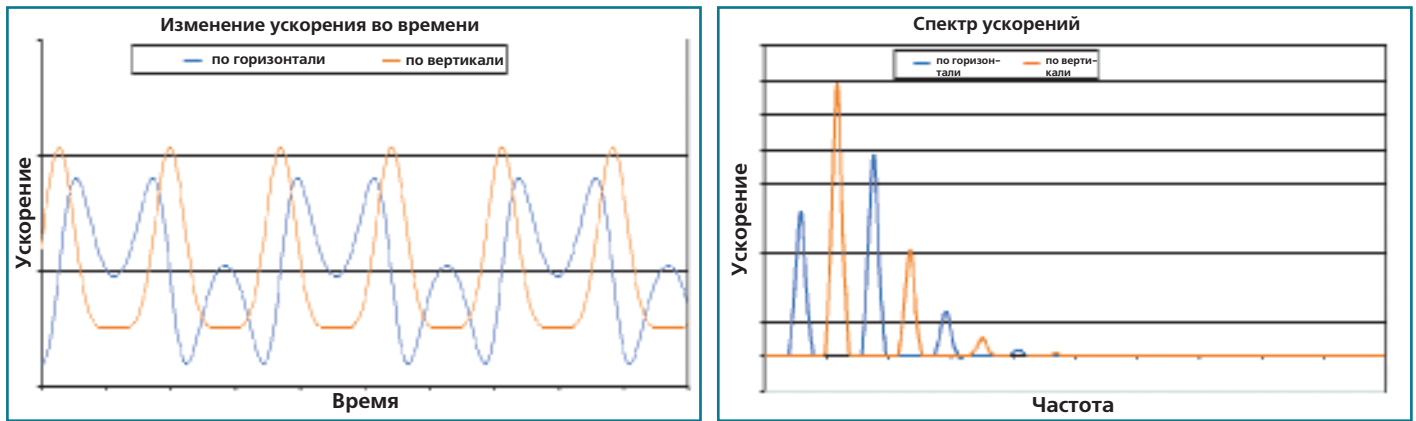 Изменение ускорения во времени
по горизонтали
по вертикали
Ускорение
Время
Спектр ускорений
по горизон-
тали
по верти-
кали
Ускорение
Частота